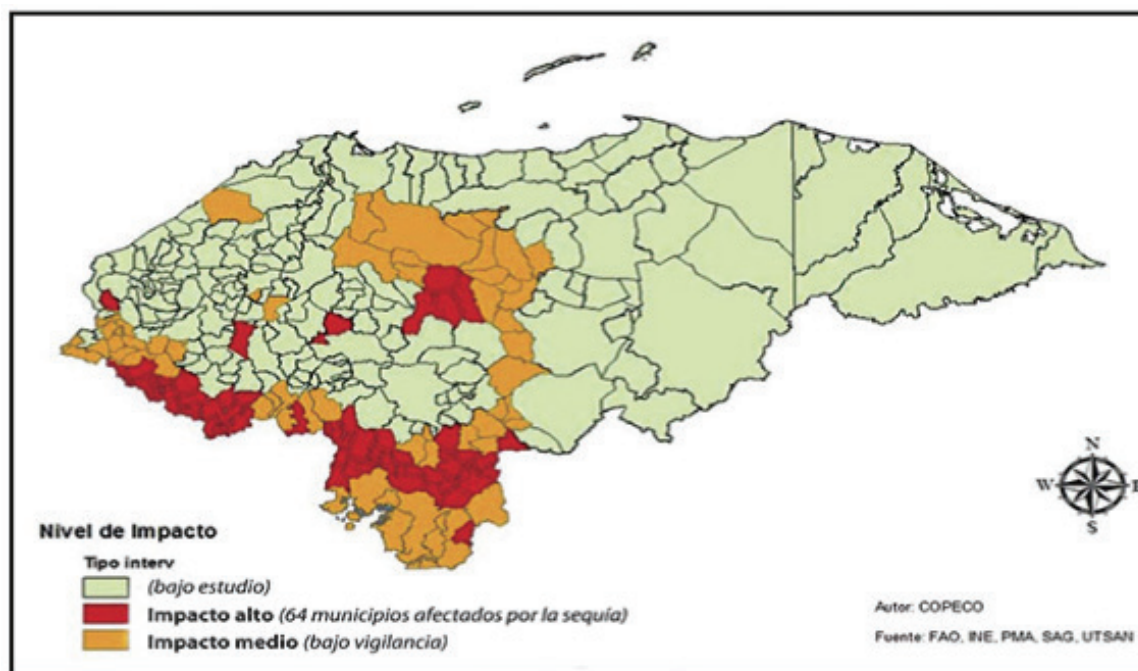 N
W
E
S
Nivel de Impacto
Tipo interv
(bajo estudio)
Impacto alto (64 municipios afectados por la sequía)
Impacto medio (bajo vigilancia)
Autor: COPECO
Fuente: FAO, INE, PMA, SAG, UTSAN